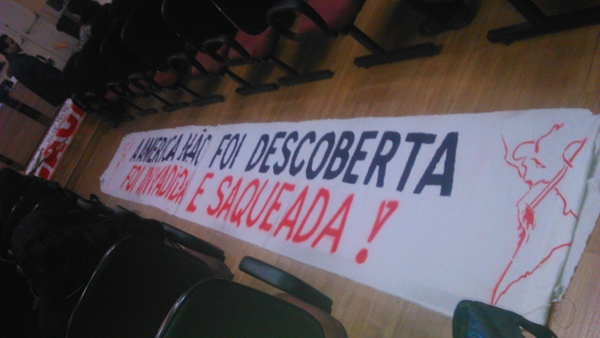 A AMERICA NÃO FOI DESCOBERTA
FOI INVADIDA E SAQUEADA!